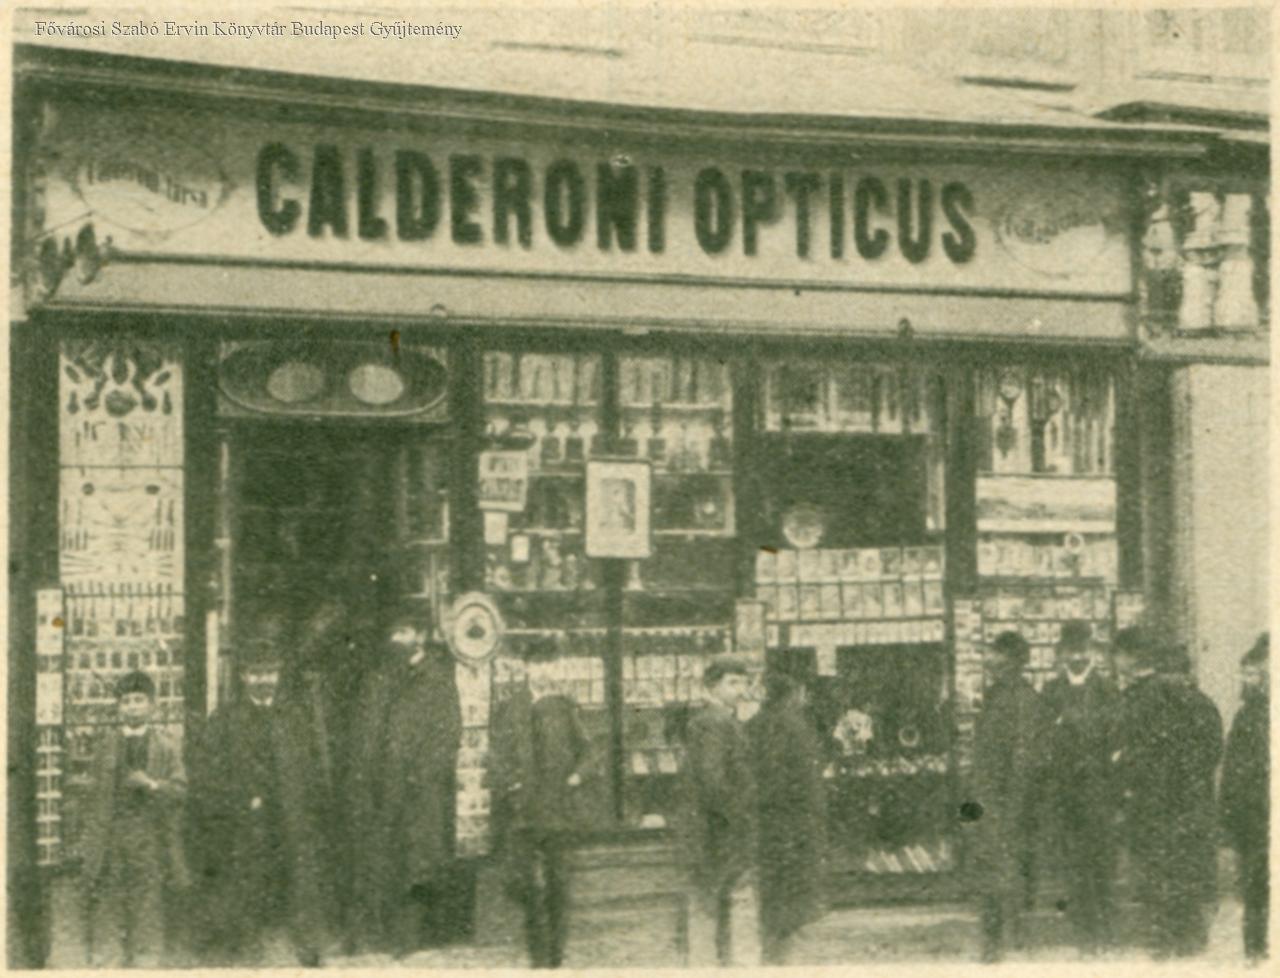 Fővárosi Szabó Ervin Könyvtár Budapest Gyűjtemény
CALDERONI OPTICUS